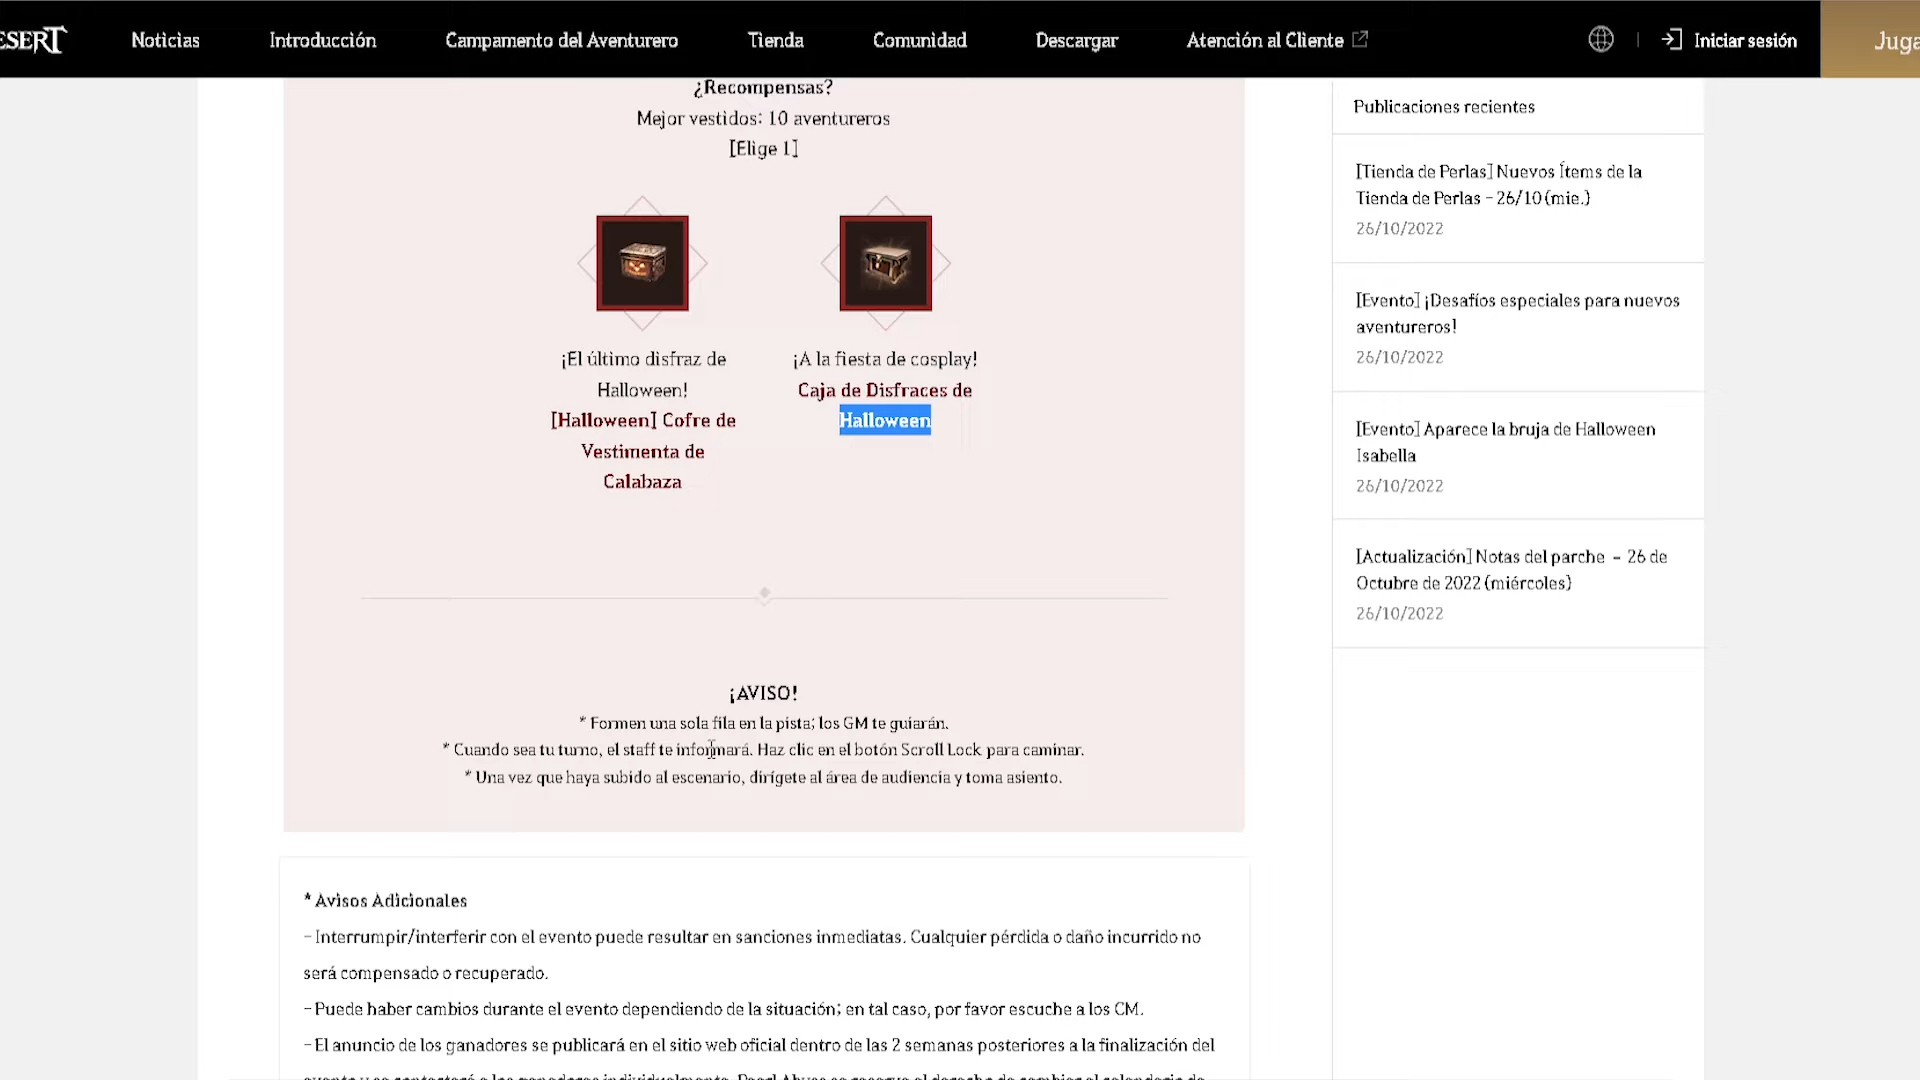 ESERT
Noticias
Introducción
Campamento del Aventurero
Tienda
Comunidad
Descargar
Atención al Cliente
Iniciar sesión
Juga
¿Recompensas?
Mejor vestidos: 10 aventureros
[Elige 1]
¡El último disfraz de
Halloween!
[Halloween] Cofre de
Vestimenta de
Calabaza
¡A la fiesta de cosplay!
Caja de Disfraces de
Halloween
¡AVISO!
* Formen una sola fila en la pista; los GM te guiarán.
* Cuando sea tu turno, el staff te informará. Haz clic en el botón Scroll Lock para caminar.
* Una vez que haya subido al escenario, dirígete al área de audiencia y toma asiento.
* Avisos Adicionales
- Interrumpir/interferir con el evento puede resultar en sanciones inmediatas. Cualquier pérdida o daño incurrido no
será compensado o recuperado.
- Puede haber cambios durante el evento dependiendo de la situación; en tal caso, por favor escuche a los CM.
- El anuncio de los ganadores se publicará en el sitio web oficial dentro de las 2 semanas posteriores a la finalización del
Publicaciones recientes
[Tienda de Perlas] Nuevos Ítems de la
Tienda de Perlas - 26/10 (mie.)
26/10/2022
[Evento] ¡Desafíos especiales para nuevos
aventureros!
26/10/2022
[Evento] Aparece la bruja de Halloween
Isabella
26/10/2022
[Actualización] Notas del parche - 26 de
Octubre de 2022 (miércoles)
26/10/2022